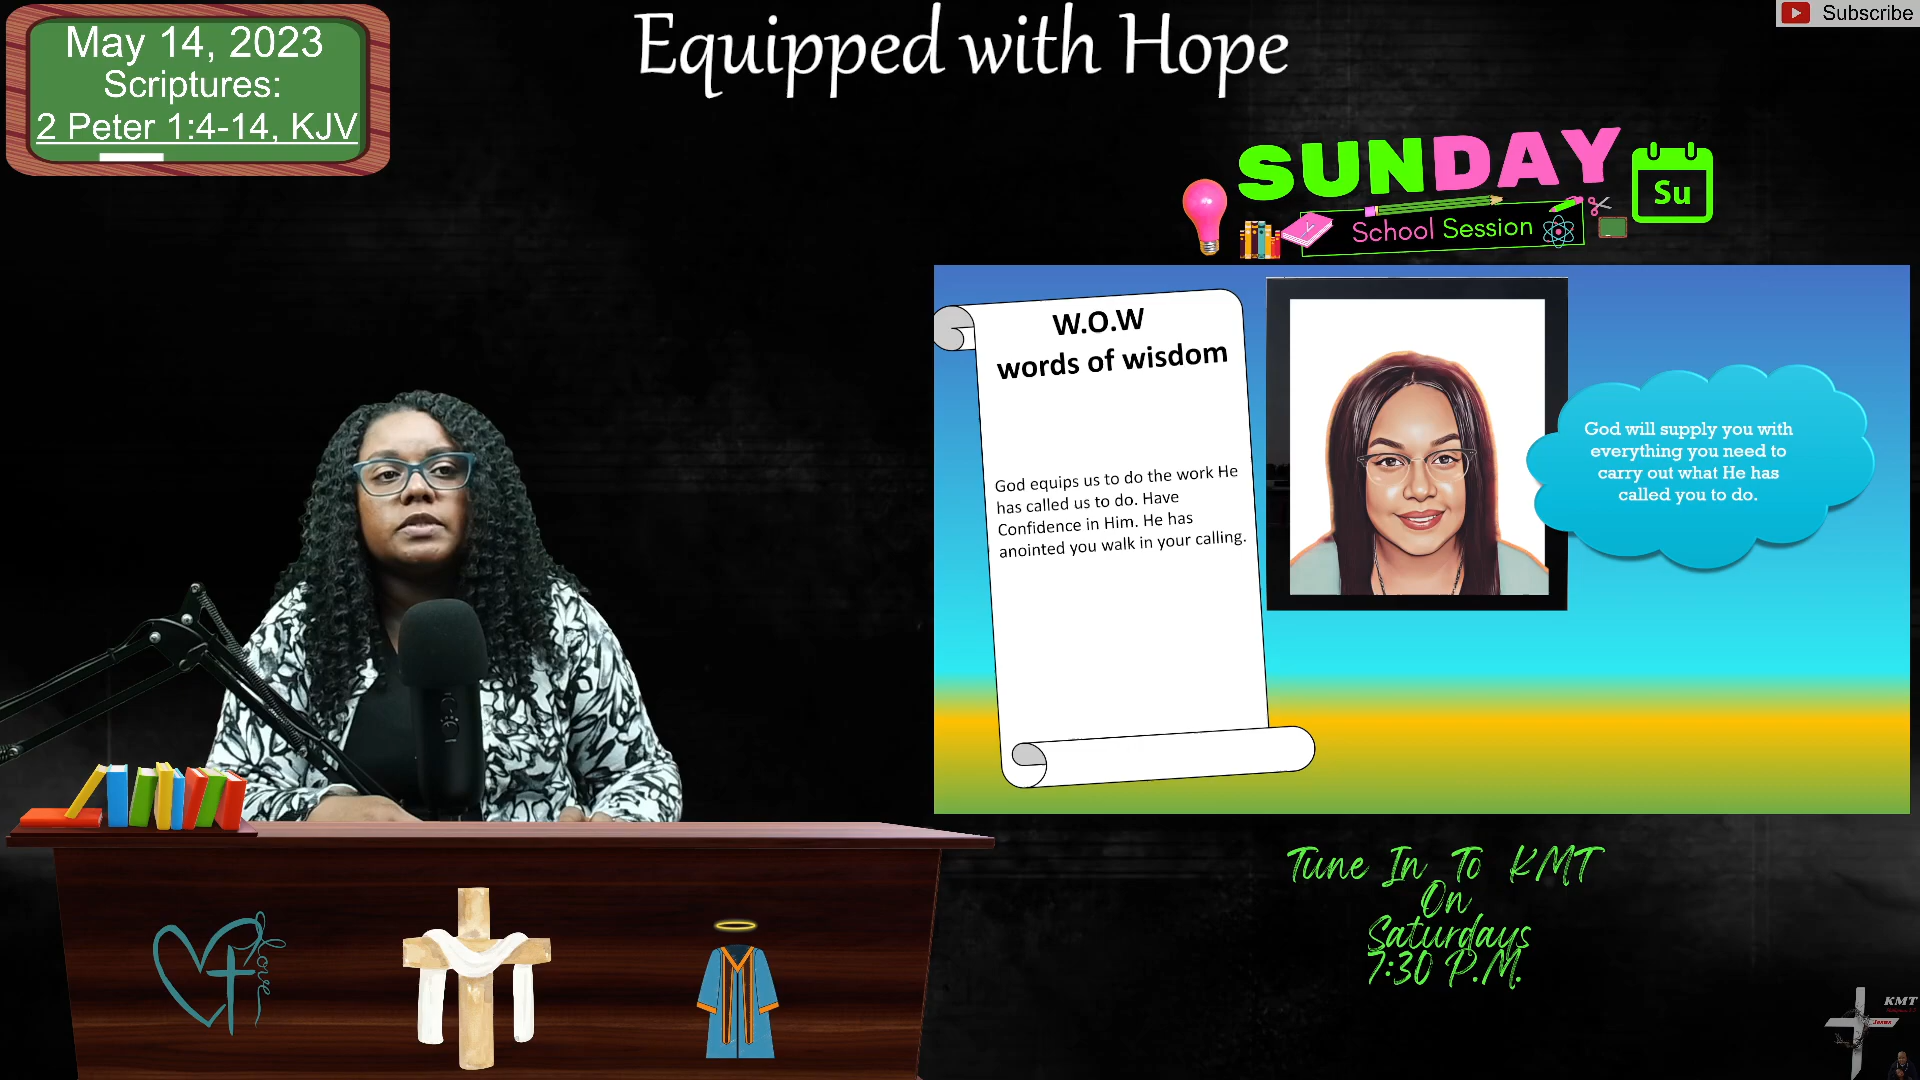 May 14, 2023
Scriptures:
2 Peter 1:4-14, KJV
Equipped with Hope
Subscribe
SUNDAY
Su
School Session
W.O.W
words of wisdom
God equips us to do the work He
has called us to do. Have
Confidence in Him. He has
anointed you walk in your calling.
God will supply you with
everything you need to
carry out what He has
called you to do.
Tune In To KMT
On
Saturdays
7:30 P.M.
Love
KMT
Jesus